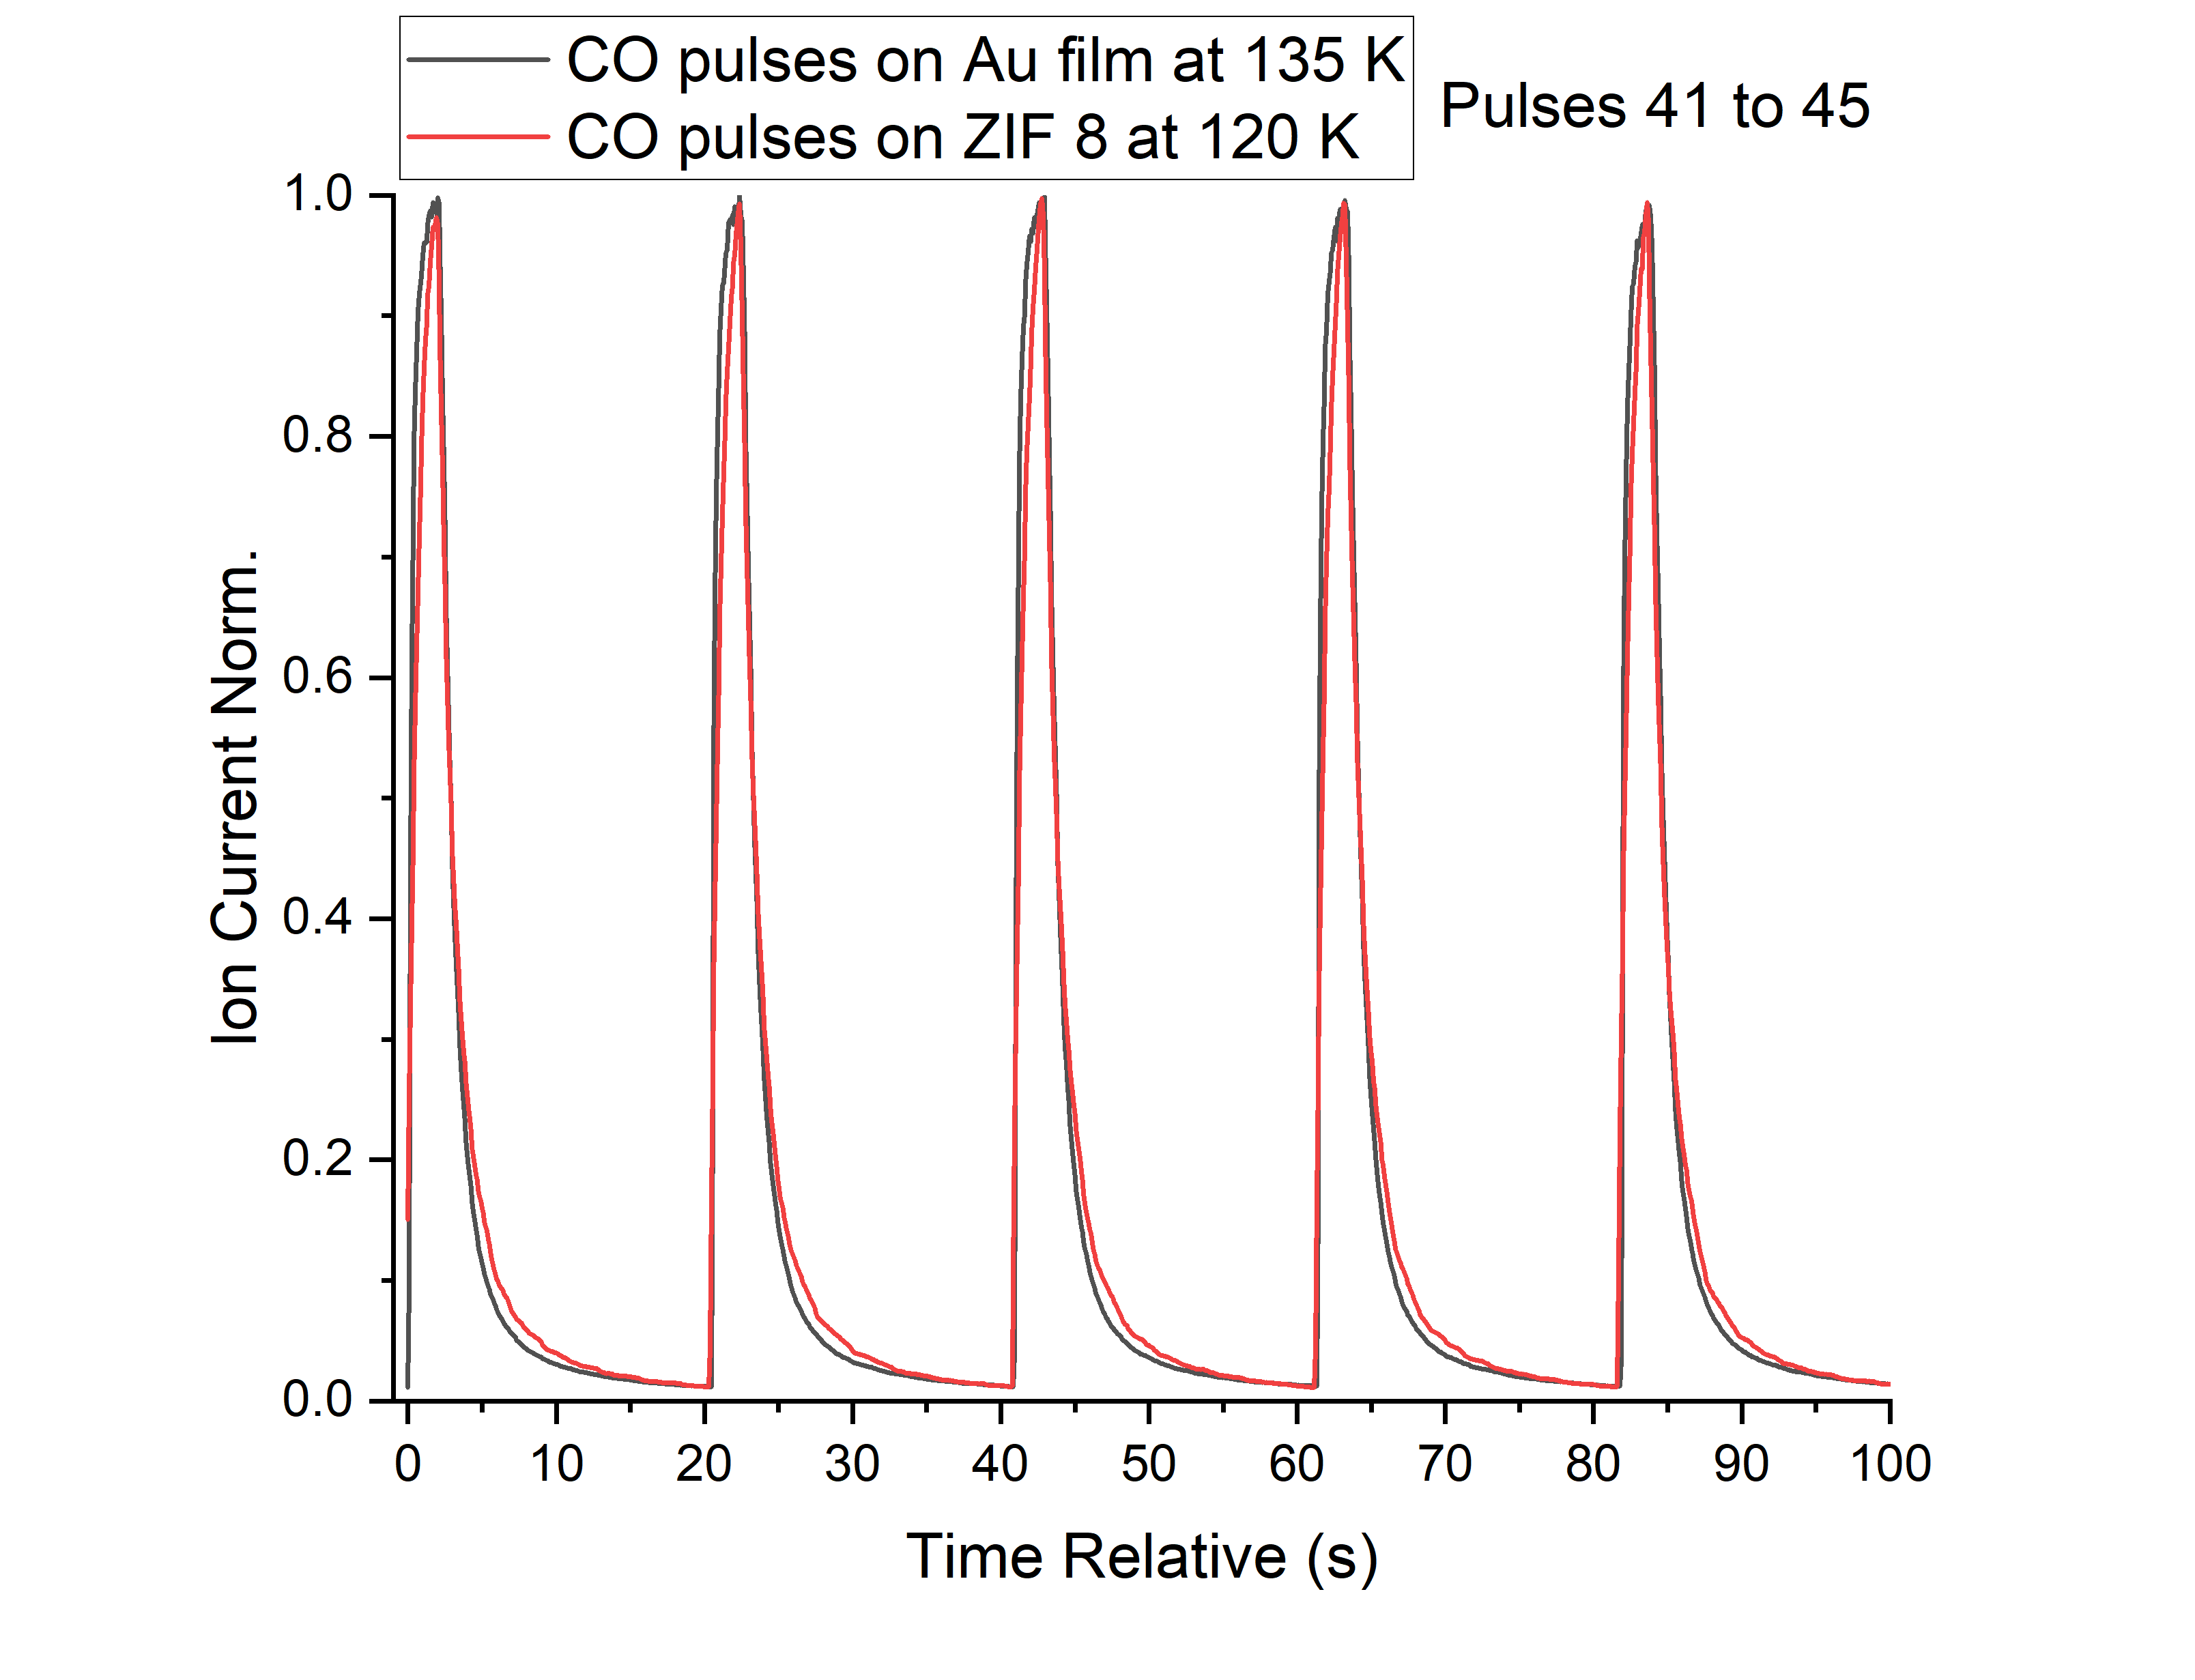 CO pulses on Au film at 135 K
CO pulses on ZIF 8 at 120 K
Pulses 41 to 45
1.0
0.8
0.6
0.4
0.2
0.0
Ion Current Norm.
0 10 20 30 40 50 60 70 80 90 100
Time Relative (s)